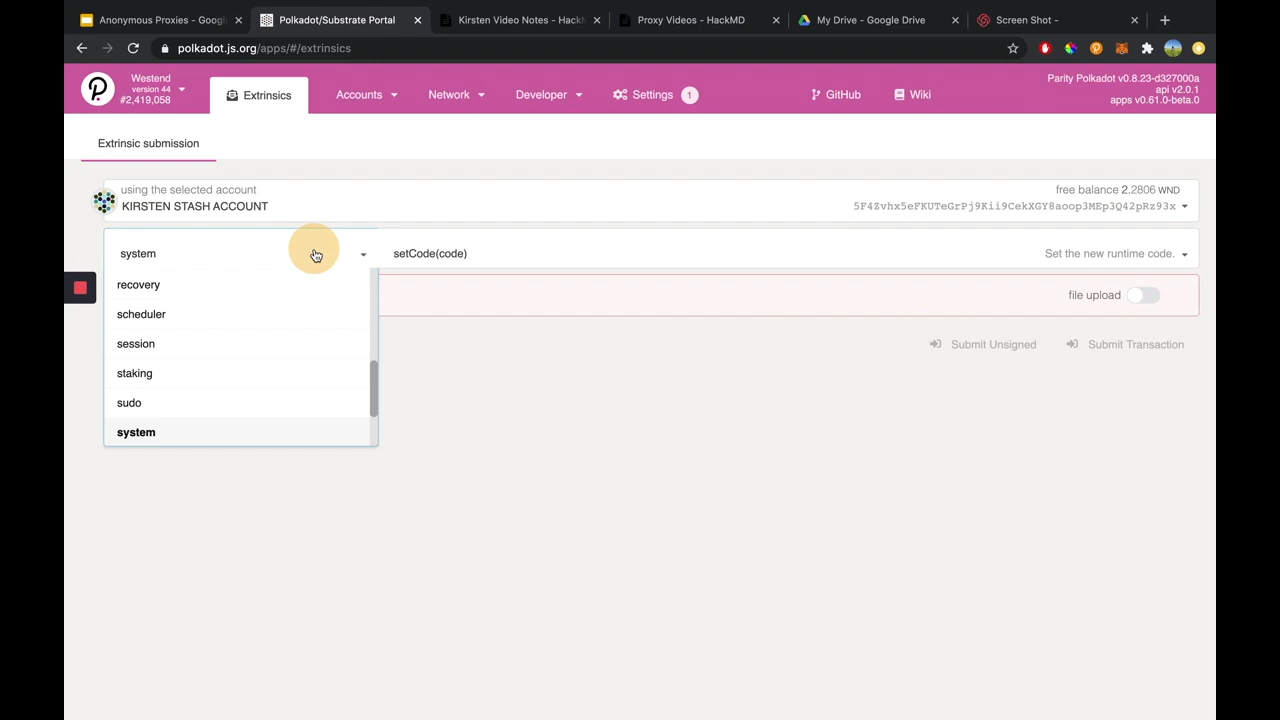 Anonymous Proxies - Googl
Polkadot/Substrate Portal
Kirsten Video Notes - HackM
Proxy Videos - HackMD
My Drive - Google Drive
Screen Shot -
polkadot.js.org/apps/#/extrinsics
Westend
version 44
#2,419,058
Extrinsics
Accounts
Network
Developer
Settings
1
GitHub
Wiki
Parity Polkadot v0.8.23-d327000a
api v2.0.1
apps v0.61.0-beta.0
Extrinsic submission
using the selected account
KIRSTEN STASH ACCOUNT
free balance 2.2806 WND
5F4Zvhx5eFKUTeGrPj9Kii9CekXGY8aoop3MEp3Q42pRz93x
system
setCode(code)
Set the new runtime code.
recovery
scheduler
session
staking
sudo
system
file upload
Submit Unsigned
Submit Transaction